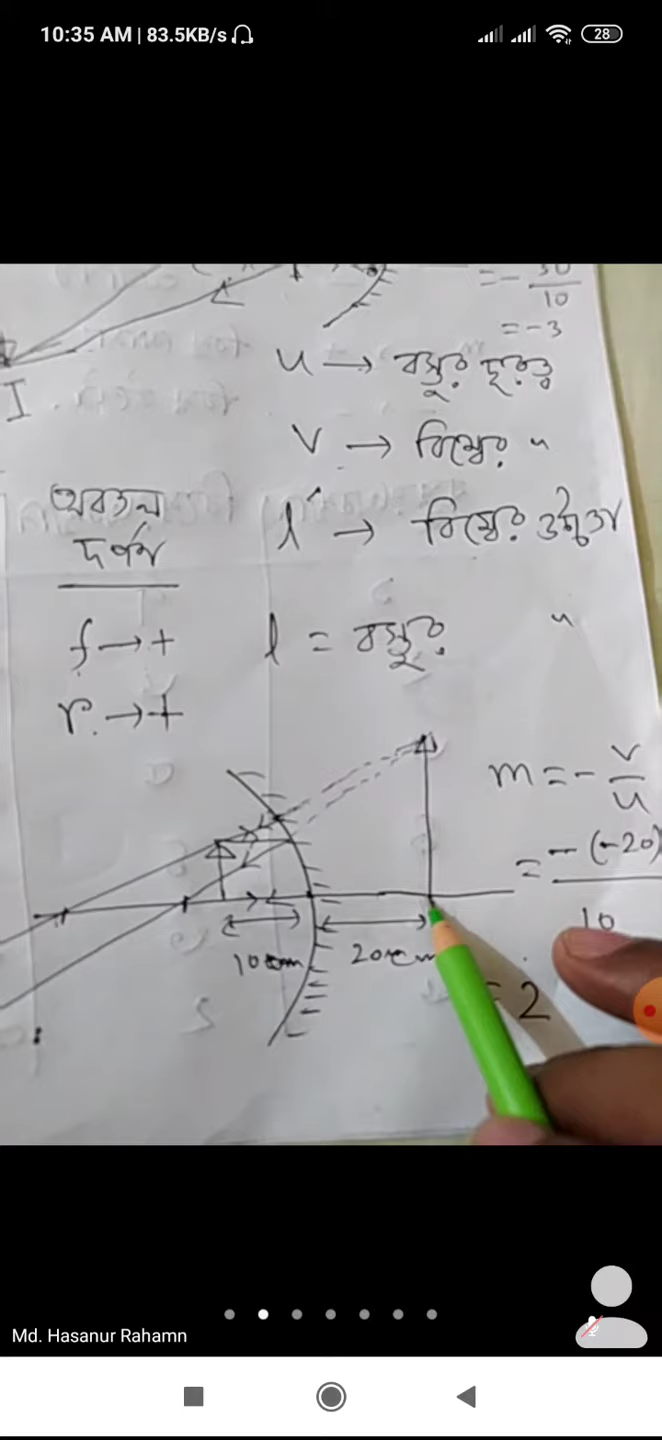 10:35 AM | 83.5KB/s
28
= - 30/10
= -3
I
u → বস্তুর দূরত্ব
v → বিম্বের "
অবতল
দর্পণ
l' → বিম্বের উচ্চতা
f → +
l = বস্তুর "
r. → +
m = - v/u
= -(-20)/10
10cm
20cm
= 2
Md. Hasanur Rahamn